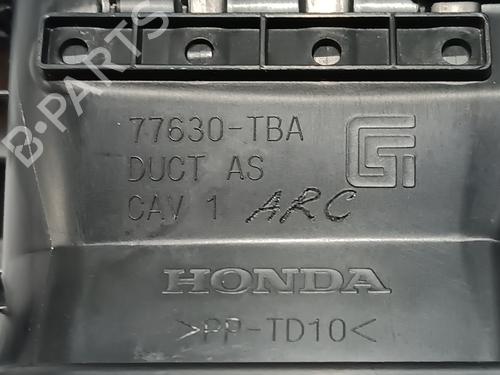 B-PARTS
77630-TBA
DUCT AS
CAV 1 ARC
HONDA
>PP-TD10<